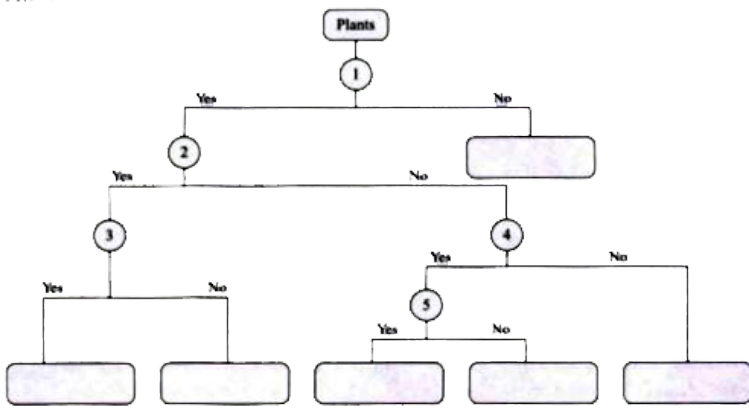 Plants
1
Yes No
2
Yes No
3 4
Yes No
Yes No
5
Yes No